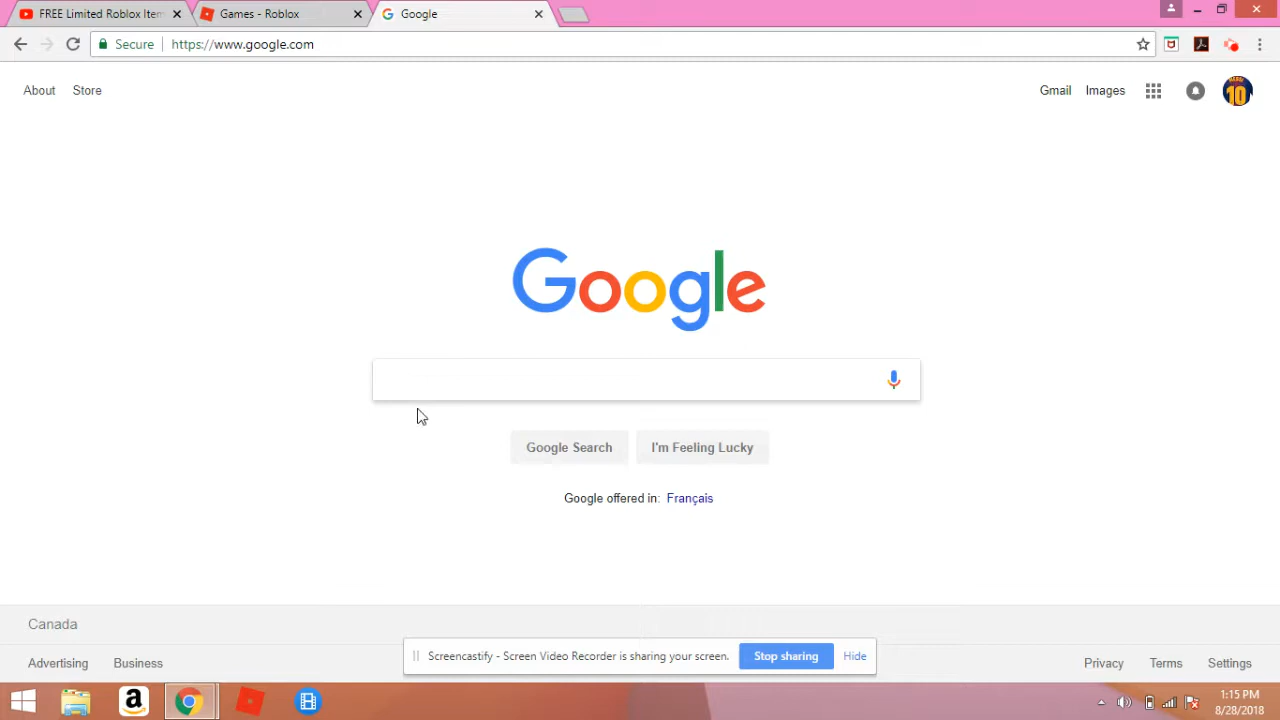 FREE Limited Roblox Item
Games - Roblox
Google
Secure
https://www.google.com
About
Store
Gmail
Images
10
Google
Google Search
I'm Feeling Lucky
Google offered in: Français
Canada
Screencastify - Screen Video Recorder is sharing your screen.
Stop sharing
Hide
Advertising
Business
Privacy
Terms
Settings
a
1:15 PM
8/28/2018